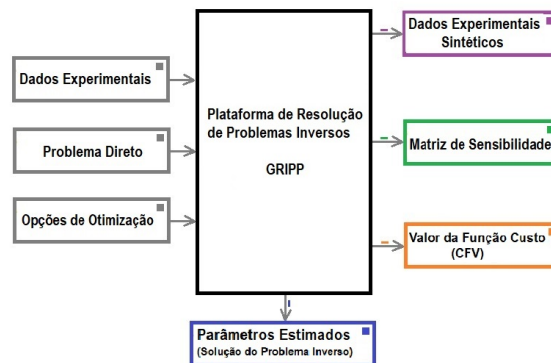 Dados Experimentais
Problema Direto
Opções de Otimização
Plataforma de Resolução
de Problemas Inversos
GRIPP
Dados Experimentais
Sintéticos
Matriz de Sensibilidade
Valor da Função Custo
(CFV)
Parâmetros Estimados
(Solução do Problema Inverso)